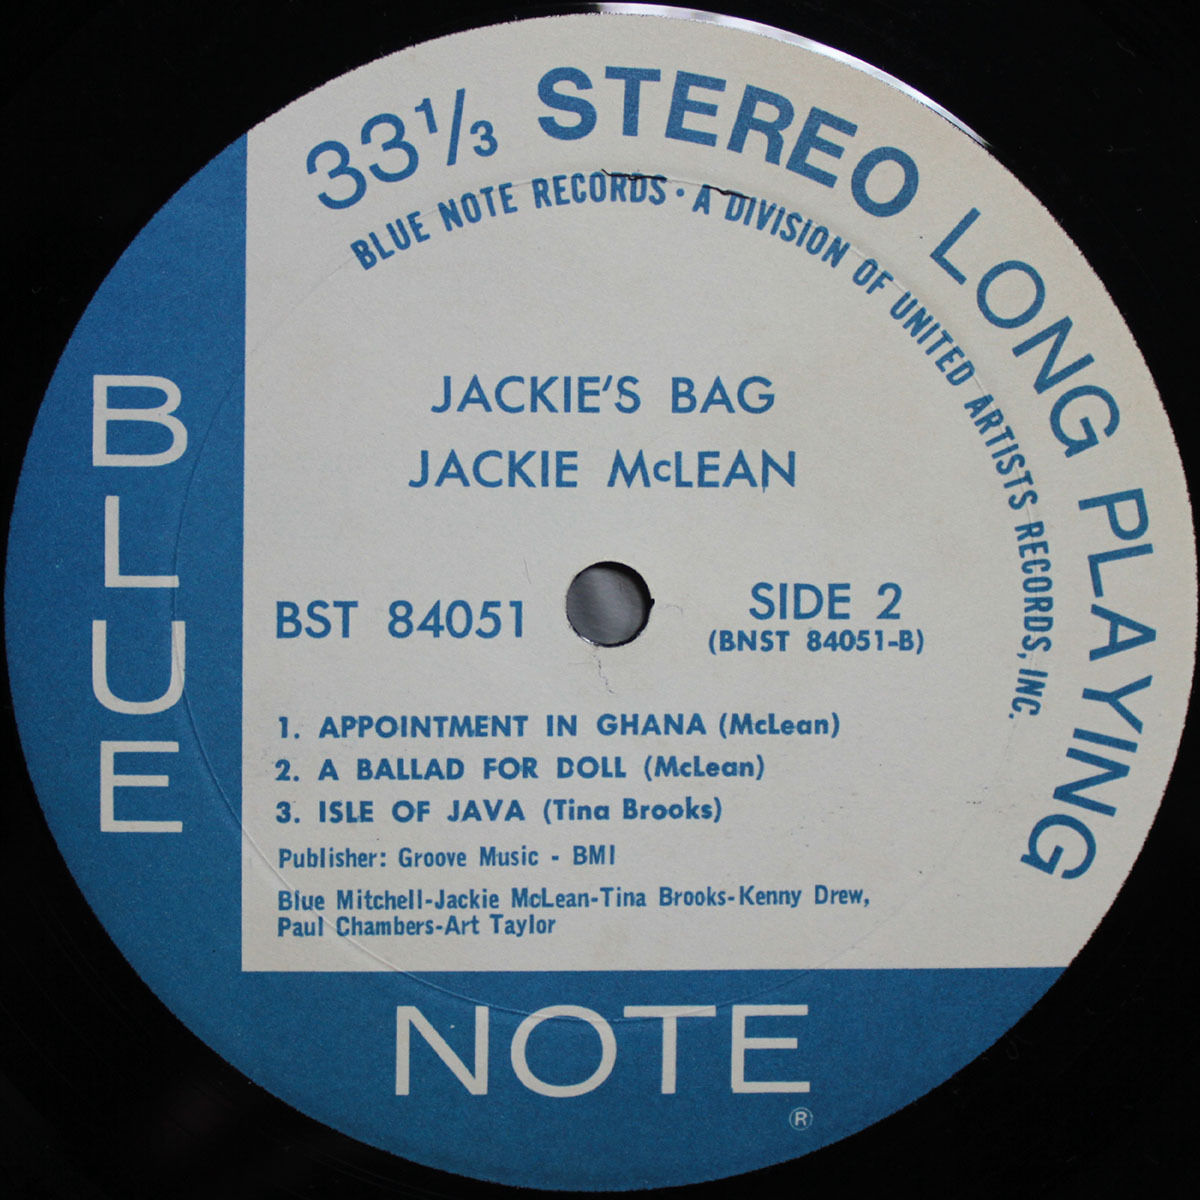 33⅓ STEREO LONG PLAYING
BLUE NOTE RECORDS · A DIVISION OF UNITED ARTISTS RECORDS, INC.
JACKIE'S BAG
JACKIE McLEAN
BST 84051
SIDE 2
(BNST 84051-B)
1. APPOINTMENT IN GHANA (McLean)
2. A BALLAD FOR DOLL (McLean)
3. ISLE OF JAVA (Tina Brooks)
Publisher: Groove Music - BMI
Blue Mitchell-Jackie McLean-Tina Brooks-Kenny Drew,
Paul Chambers-Art Taylor
BLUE
NOTE
®